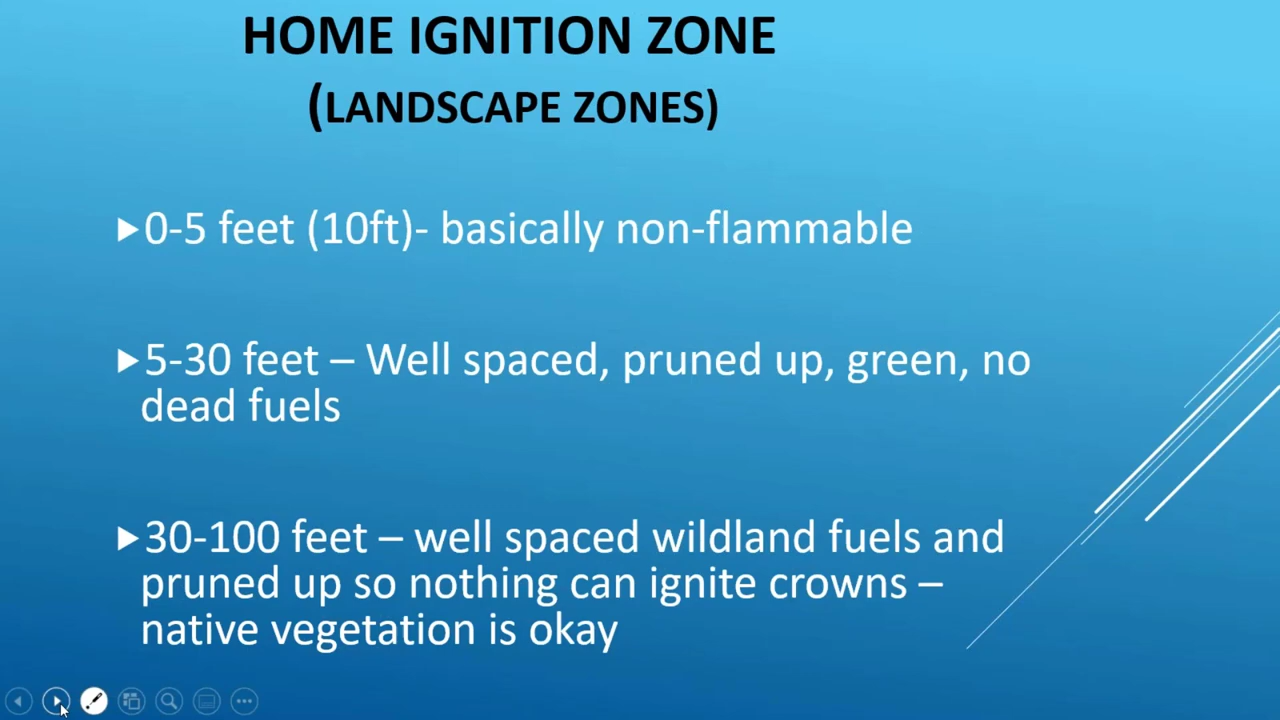 HOME IGNITION ZONE
(LANDSCAPE ZONES)
0-5 feet (10ft)- basically non-flammable
5-30 feet – Well spaced, pruned up, green, no
dead fuels
30-100 feet – well spaced wildland fuels and
pruned up so nothing can ignite crowns –
native vegetation is okay